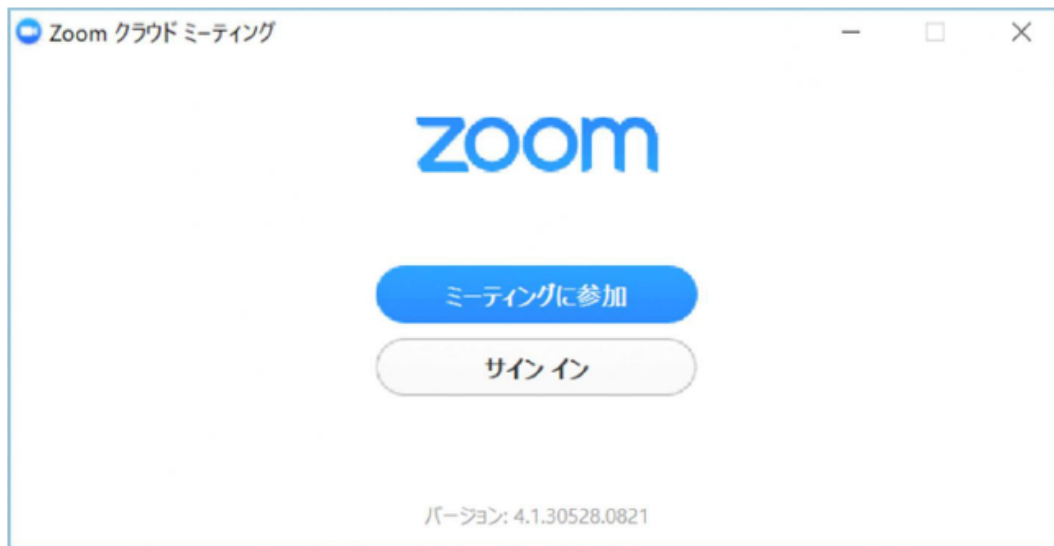 Zoom クラウド ミーティング
zoom
ミーティングに参加
サイン イン
バージョン: 4.1.30528.0821